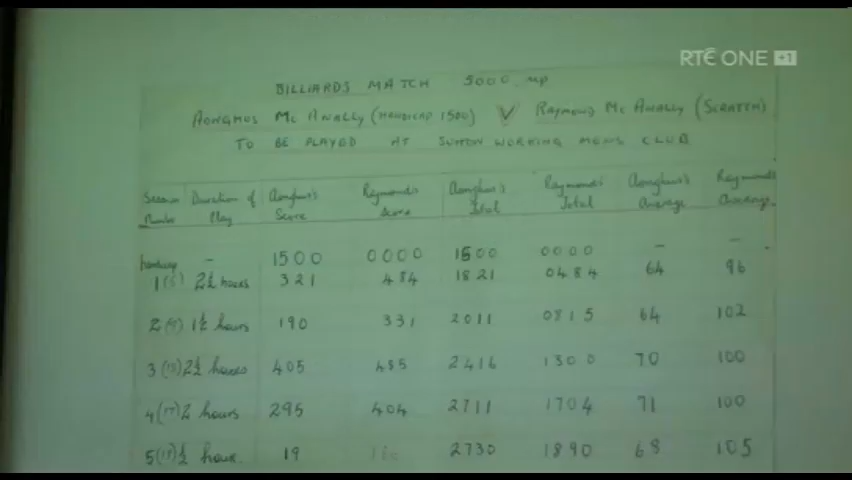 RTÉ ONE +1
BILLIARDS MATCH 5000 up
AONGHUS MC ANALLY (HANDICAP 1500) V RAYMOND MC ANALLY (SCRATCH)
TO BE PLAYED AT SUTTON WORKING MENS CLUB
Session Number Duration of Play Aonghus's Score Raymond's Score Aonghus's Total Raymond's Total Aonghus's Average Raymond's Average
handicap - 1500 0000 1500 0000 - -
1 2½ hours 321 484 1821 0484 64 96
2 1½ hours 190 331 2011 0815 64 102
3 2½ hours 405 485 2416 1300 70 100
4 (17) 2 hours 295 404 2711 1704 71 100
5 ½ hour. 19 2730 1890 68 105